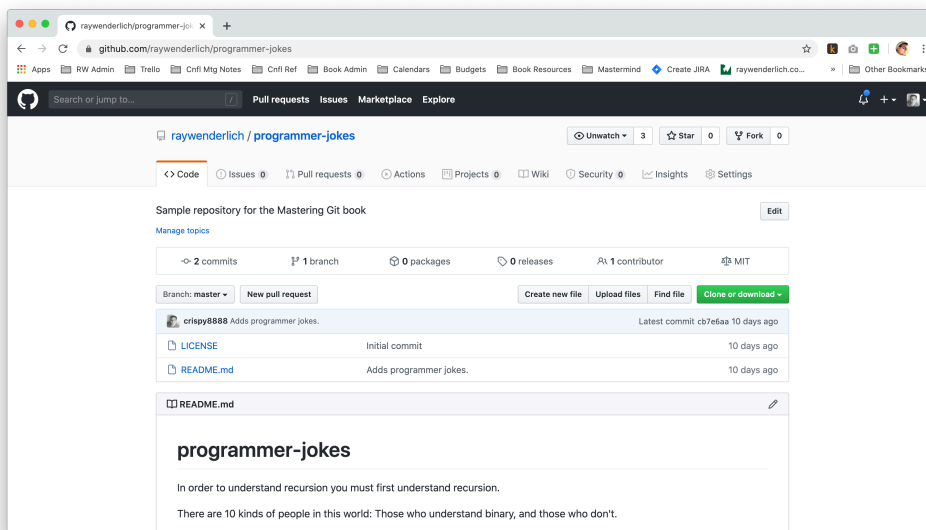 raywenderlich/programmer-jok
github.com/raywenderlich/programmer-jokes
Apps RW Admin Trello Cnfl Mtg Notes Cnfl Ref Book Admin Calendars Budgets Book Resources Mastermind Create JIRA raywenderlich.co... » Other Bookmarks
Search or jump to... / Pull requests Issues Marketplace Explore
raywenderlich / programmer-jokes Unwatch 3 Star 0 Fork 0
Code Issues 0 Pull requests 0 Actions Projects 0 Wiki Security 0 Insights Settings
Sample repository for the Mastering Git book Edit
Manage topics
2 commits 1 branch 0 packages 0 releases 1 contributor MIT
Branch: master New pull request Create new file Upload files Find file Clone or download
crispy8888 Adds programmer jokes. Latest commit cb7e6aa 10 days ago
LICENSE Initial commit 10 days ago
README.md Adds programmer jokes. 10 days ago
README.md
programmer-jokes
In order to understand recursion you must first understand recursion.
There are 10 kinds of people in this world: Those who understand binary, and those who don't.